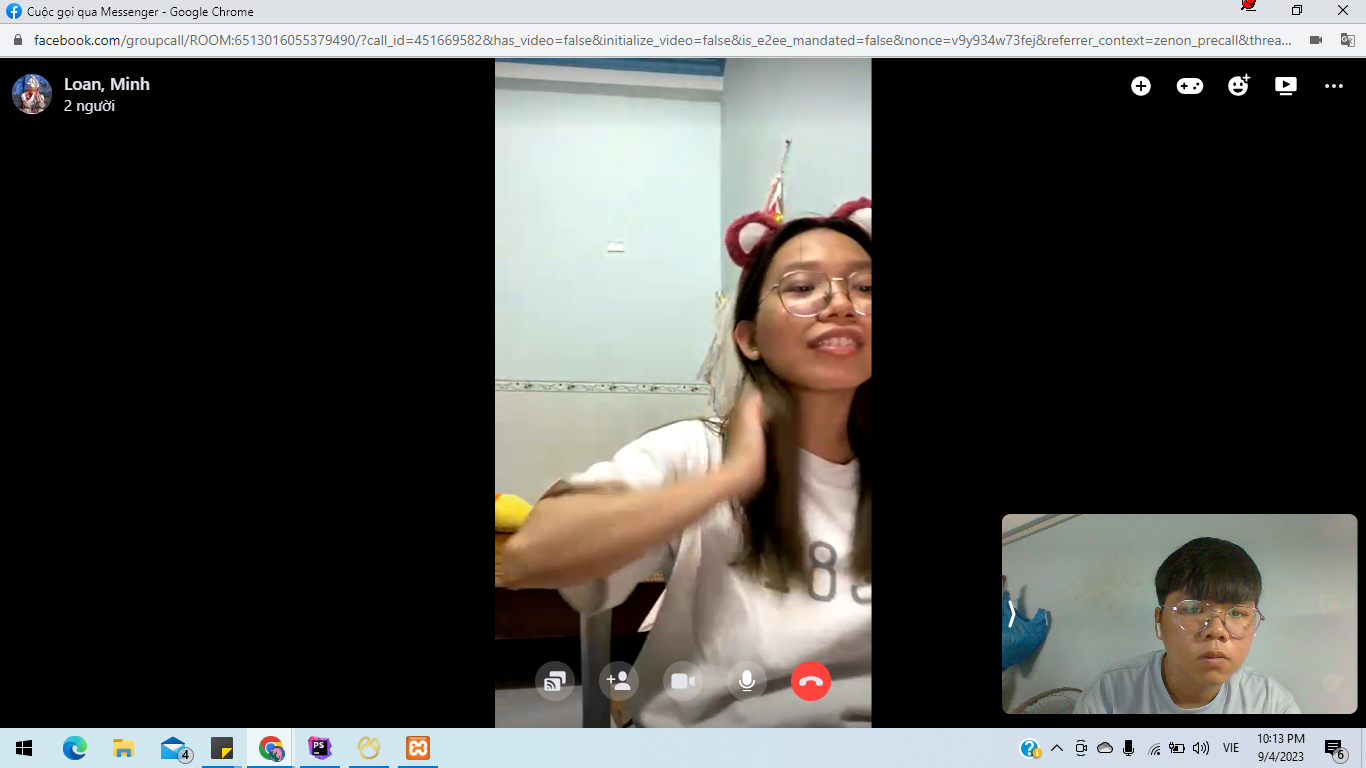 Cuộc gọi qua Messenger - Google Chrome
facebook.com/groupcall/ROOM:6513016055379490/?call_id=451669582&has_video=false&initialize_video=false&is_e2ee_mandated=false&nonce=v9y934w73fej&referrer_context=zenon_precall&threa...
Loan, Minh
2 người
PS
4
VIE
10:13 PM
9/4/2023
6